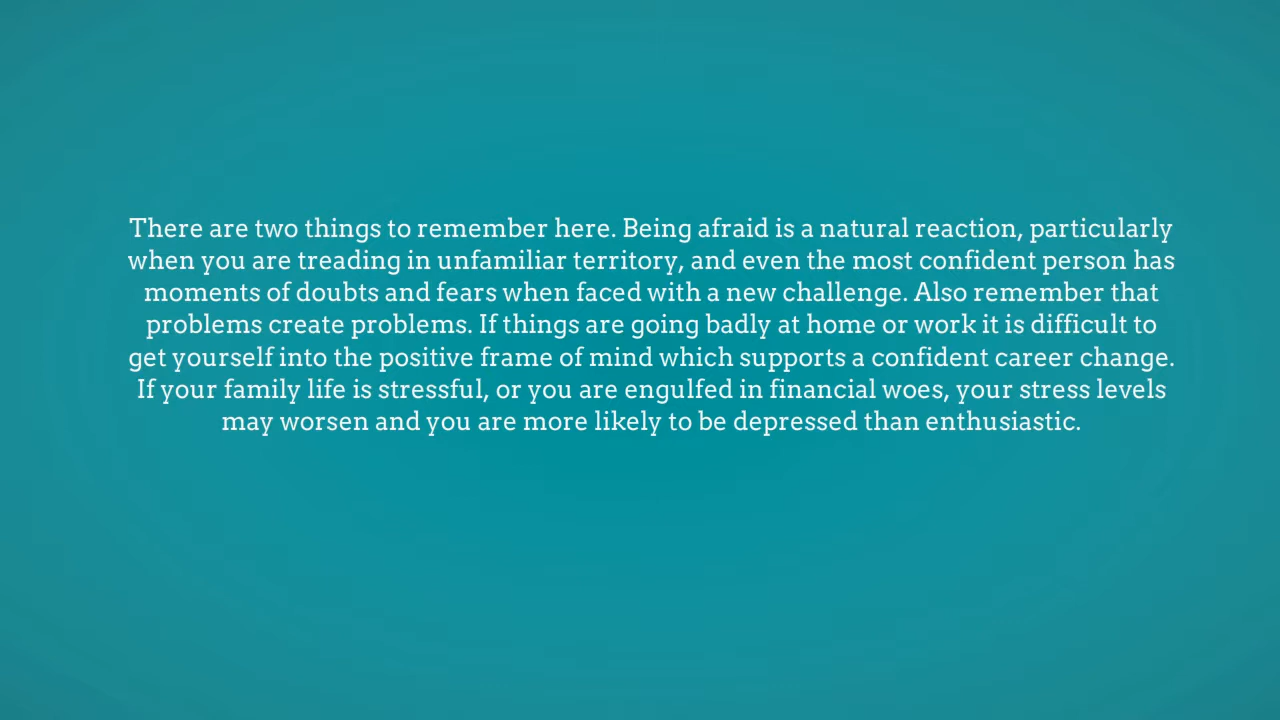 There are two things to remember here. Being afraid is a natural reaction, particularly
when you are treading in unfamiliar territory, and even the most confident person has
moments of doubts and fears when faced with a new challenge. Also remember that
problems create problems. If things are going badly at home or work it is difficult to
get yourself into the positive frame of mind which supports a confident career change.
If your family life is stressful, or you are engulfed in financial woes, your stress levels
may worsen and you are more likely to be depressed than enthusiastic.